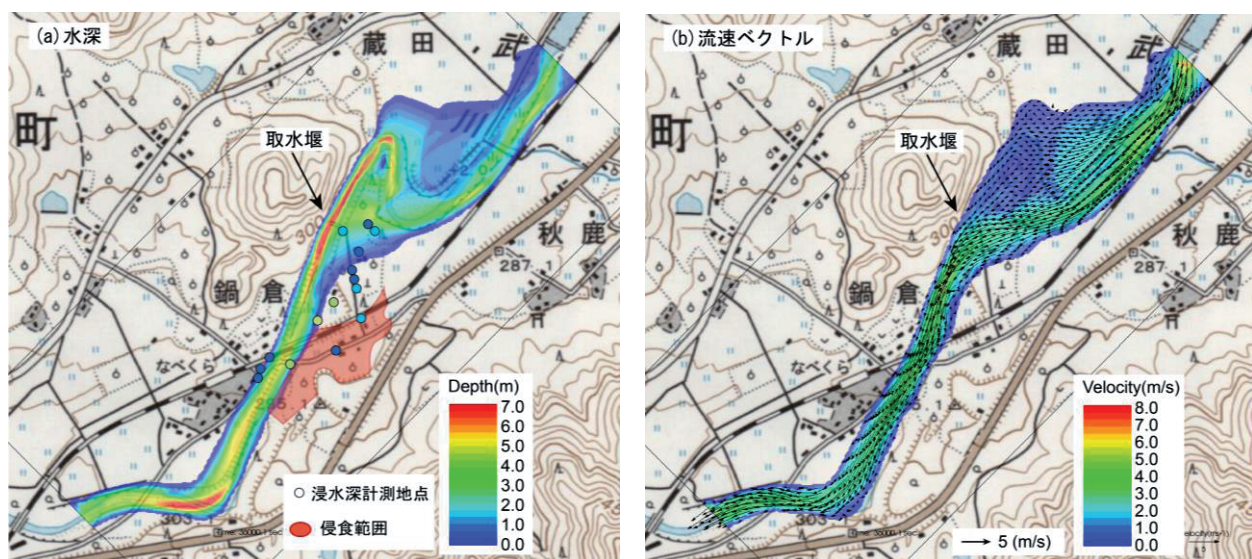 (a) 水深
蔵田
武
川
町
取水堰
秋鹿
287.1
鍋倉
なべくら
Depth(m)
7.0
6.0
5.0
4.0
3.0
2.0
1.0
0.0
浸水深計測地点
侵食範囲
303
(b) 流速ベクトル
蔵田
武
町
取水堰
秋鹿
287.1
鍋倉
なべくら
Velocity(m/s)
8.0
7.0
6.0
5.0
4.0
3.0
2.0
1.0
0.0
5 (m/s)
303